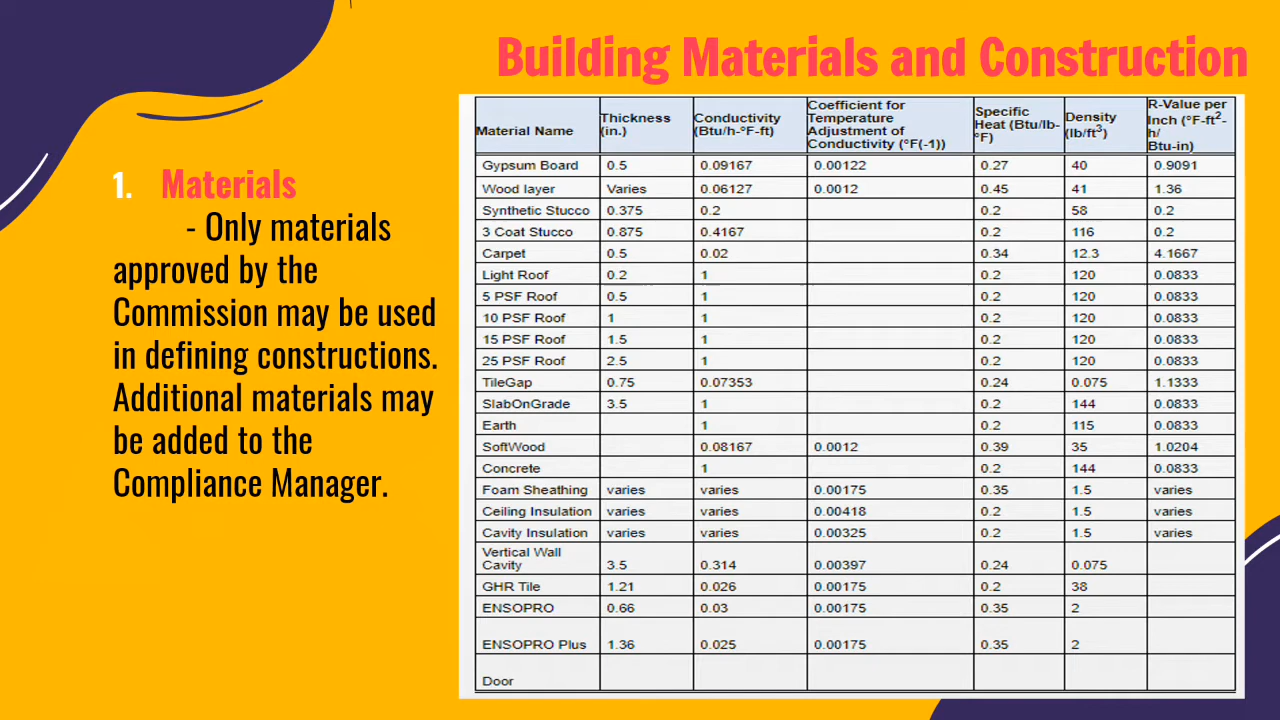 Building Materials and Construction
1. Materials
- Only materials
approved by the
Commission may be used
in defining constructions.
Additional materials may
be added to the
Compliance Manager.
Material Name Thickness (in.) Conductivity (Btu/h-°F-ft) Coefficient for Temperature Adjustment of Conductivity (°F(-1)) Specific Heat (Btu/lb-°F) Density (lb/ft³) R-Value per Inch (°F-ft²-h/ Btu-in)
Gypsum Board 0.5 0.09167 0.00122 0.27 40 0.9091
Wood layer Varies 0.06127 0.0012 0.45 41 1.36
Synthetic Stucco 0.375 0.2 0.2 58 0.2
3 Coat Stucco 0.875 0.4167 0.2 116 0.2
Carpet 0.5 0.02 0.34 12.3 4.1667
Light Roof 0.2 1 0.2 120 0.0833
5 PSF Roof 0.5 1 0.2 120 0.0833
10 PSF Roof 1 1 0.2 120 0.0833
15 PSF Roof 1.5 1 0.2 120 0.0833
25 PSF Roof 2.5 1 0.2 120 0.0833
TileGap 0.75 0.07353 0.24 0.075 1.1333
SlabOnGrade 3.5 1 0.2 144 0.0833
Earth 1 0.2 115 0.0833
SoftWood 0.08167 0.0012 0.39 35 1.0204
Concrete 1 0.2 144 0.0833
Foam Sheathing varies varies 0.00175 0.35 1.5 varies
Ceiling Insulation varies varies 0.00418 0.2 1.5 varies
Cavity Insulation varies varies 0.00325 0.2 1.5 varies
Vertical Wall Cavity 3.5 0.314 0.00397 0.24 0.075
GHR Tile 1.21 0.026 0.00175 0.2 38
ENSOPRO 0.66 0.03 0.00175 0.35 2
ENSOPRO Plus 1.36 0.025 0.00175 0.35 2
Door